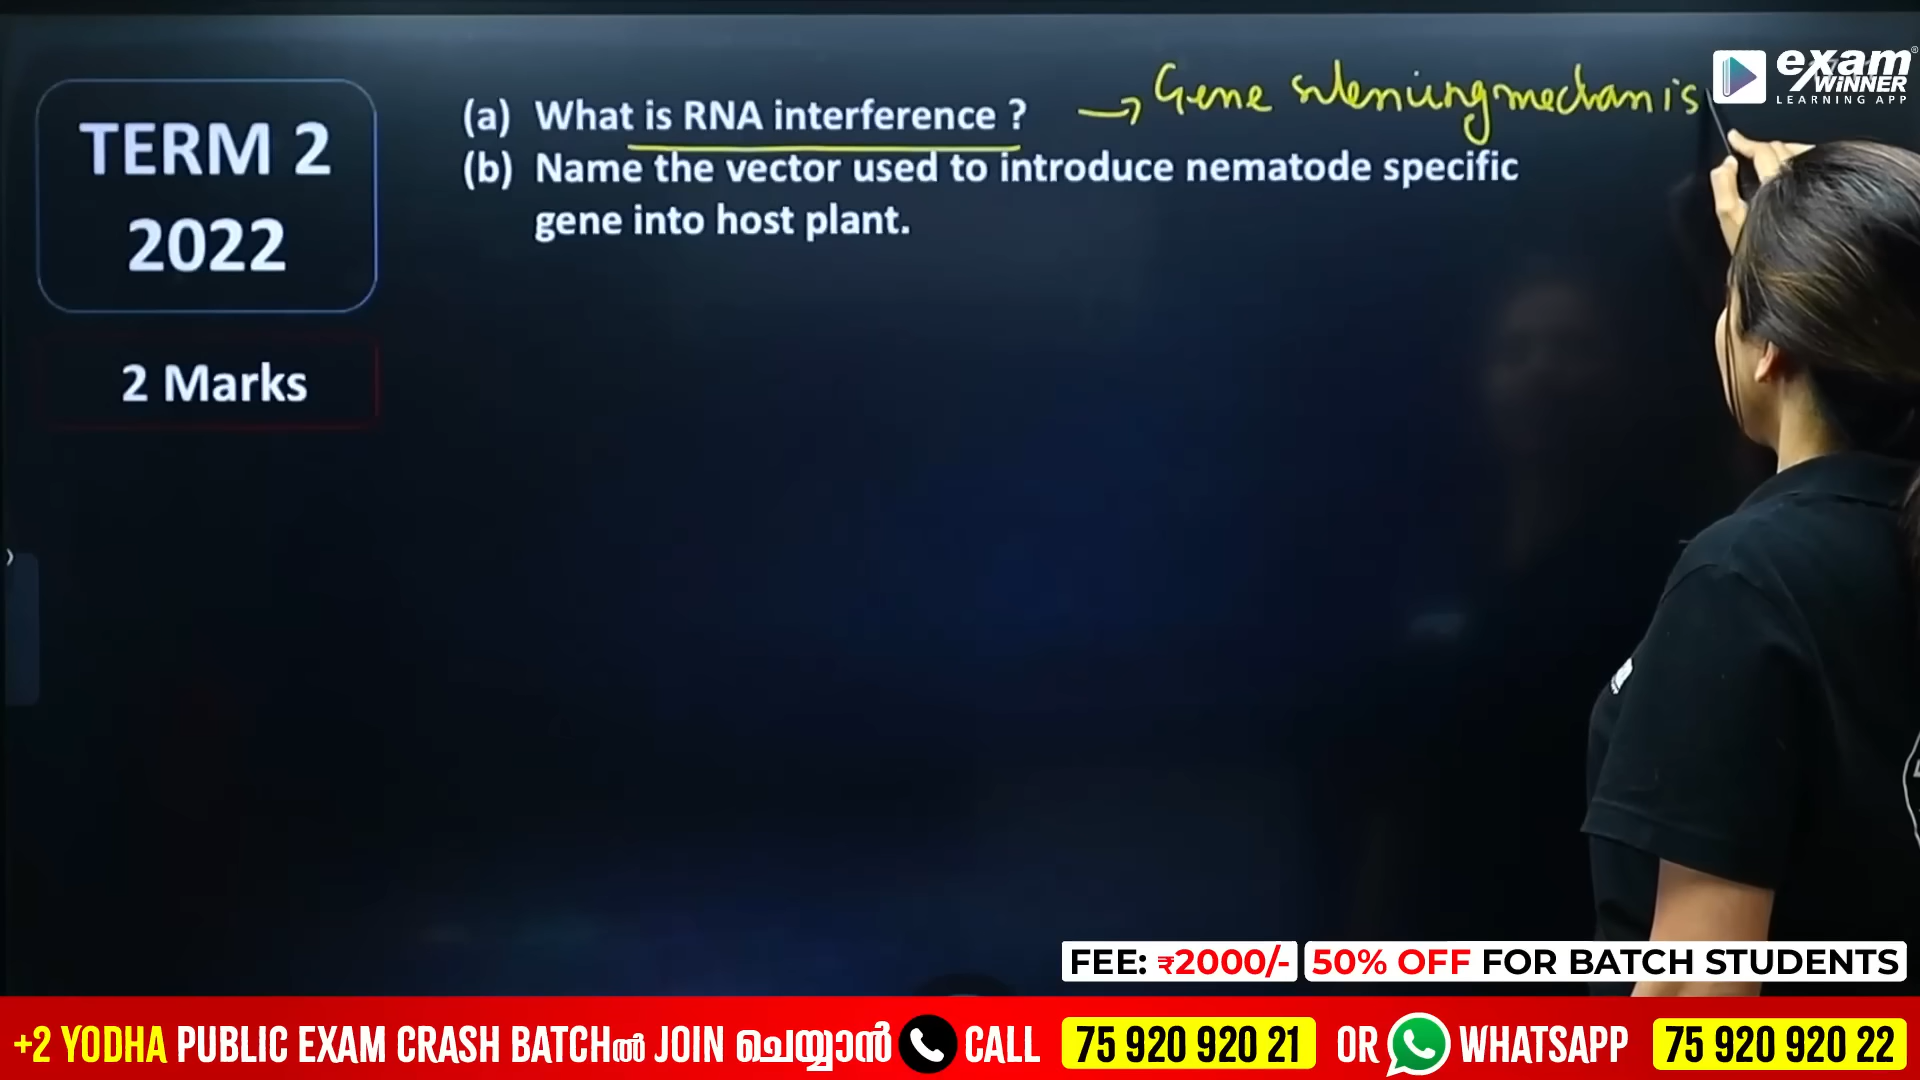 exam
WINNER
LEARNING APP
TERM 2
2022
2 Marks
(a) What is RNA interference ? → Gene silencing mechanis
(b) Name the vector used to introduce nematode specific
gene into host plant.
FEE: ₹2000/- 50% OFF FOR BATCH STUDENTS
+2 YODHA PUBLIC EXAM CRASH BATCHൽ JOIN ചെയ്യാൻ CALL 75 920 920 21 OR WHATSAPP 75 920 920 22